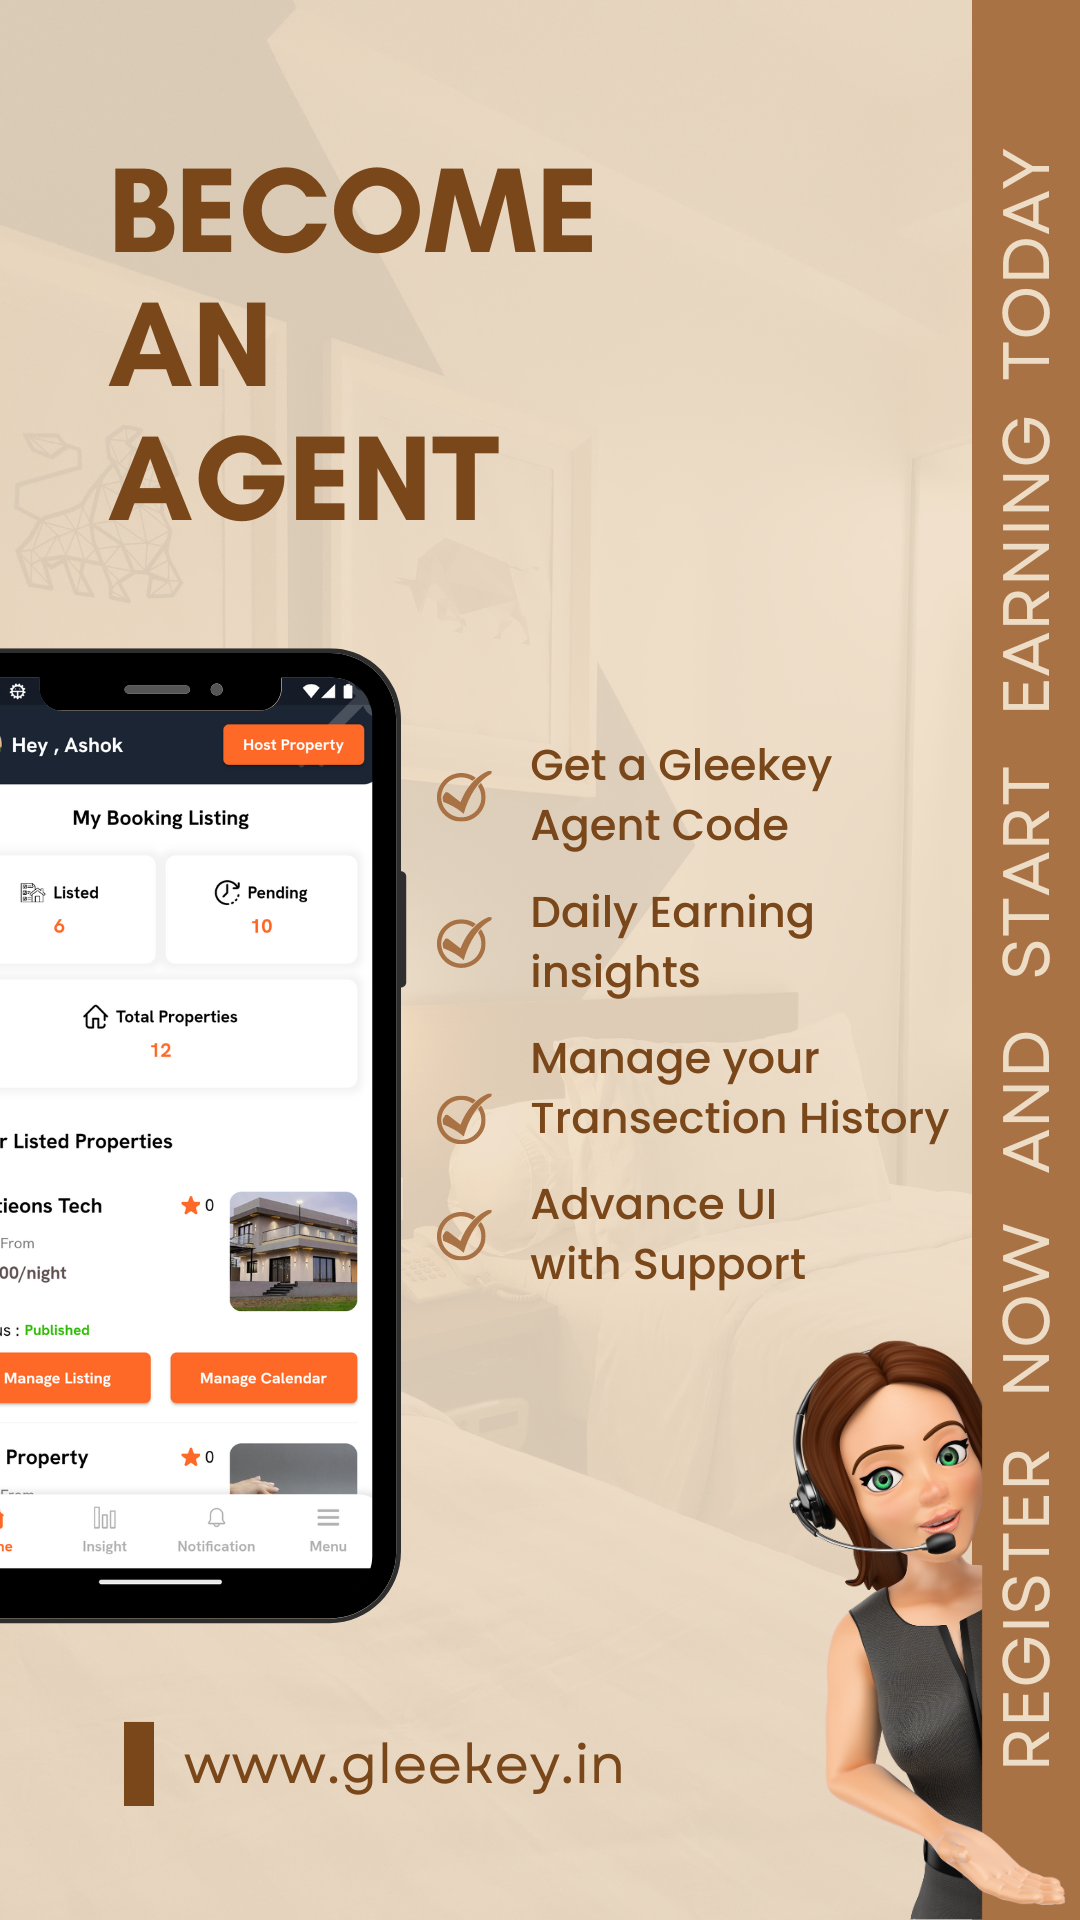 BECOME
AN
AGENT
Hey , Ashok
Host Property
My Booking Listing
Listed
6
Pending
10
Total Properties
12
r Listed Properties
tieons Tech
0
From
00/night
us : Published
Manage Listing
Manage Calendar
Property
0
From
ne
Insight
Notification
Menu
Get a Gleekey
Agent Code
Daily Earning
insights
Manage your
Transection History
Advance UI
with Support
www.gleekey.in
REGISTER NOW AND START EARNING TODAY